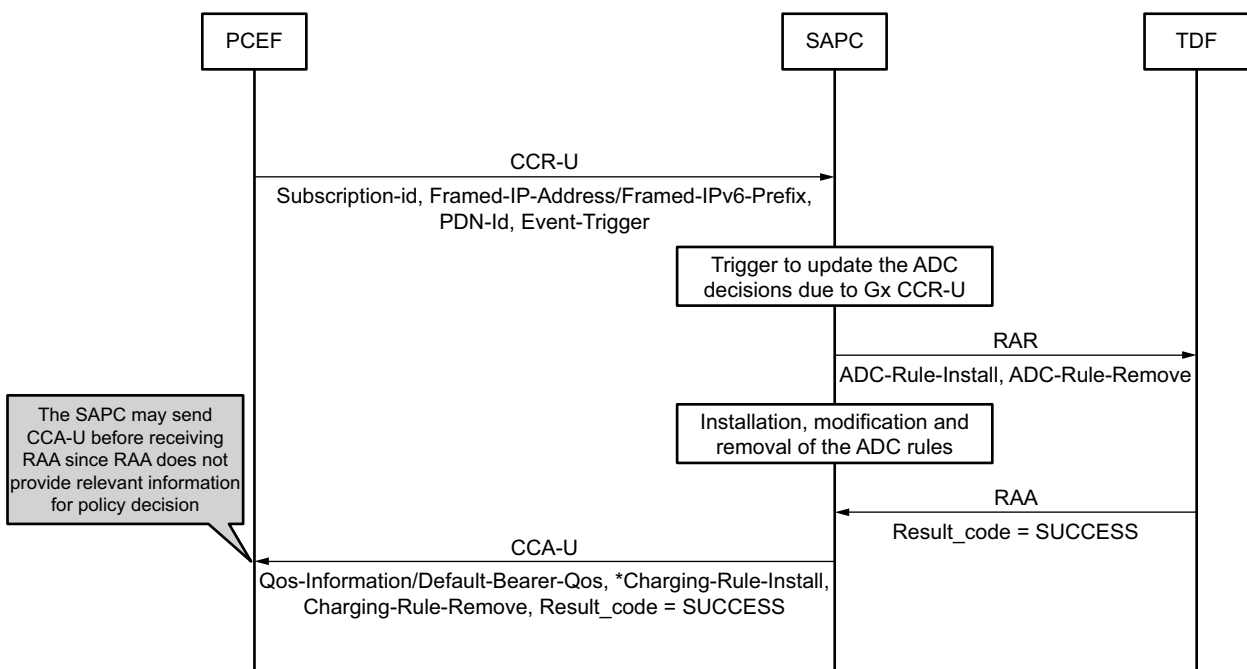 PCEF
SAPC
TDF
CCR-U
Subscription-id, Framed-IP-Address/Framed-IPv6-Prefix,
PDN-Id, Event-Trigger
Trigger to update the ADC
decisions due to Gx CCR-U
RAR
ADC-Rule-Install, ADC-Rule-Remove
The SAPC may send
CCA-U before receiving
RAA since RAA does not
provide relevant information
for policy decision
Installation, modification and
removal of the ADC rules
RAA
Result_code = SUCCESS
CCA-U
Qos-Information/Default-Bearer-Qos, *Charging-Rule-Install,
Charging-Rule-Remove, Result_code = SUCCESS